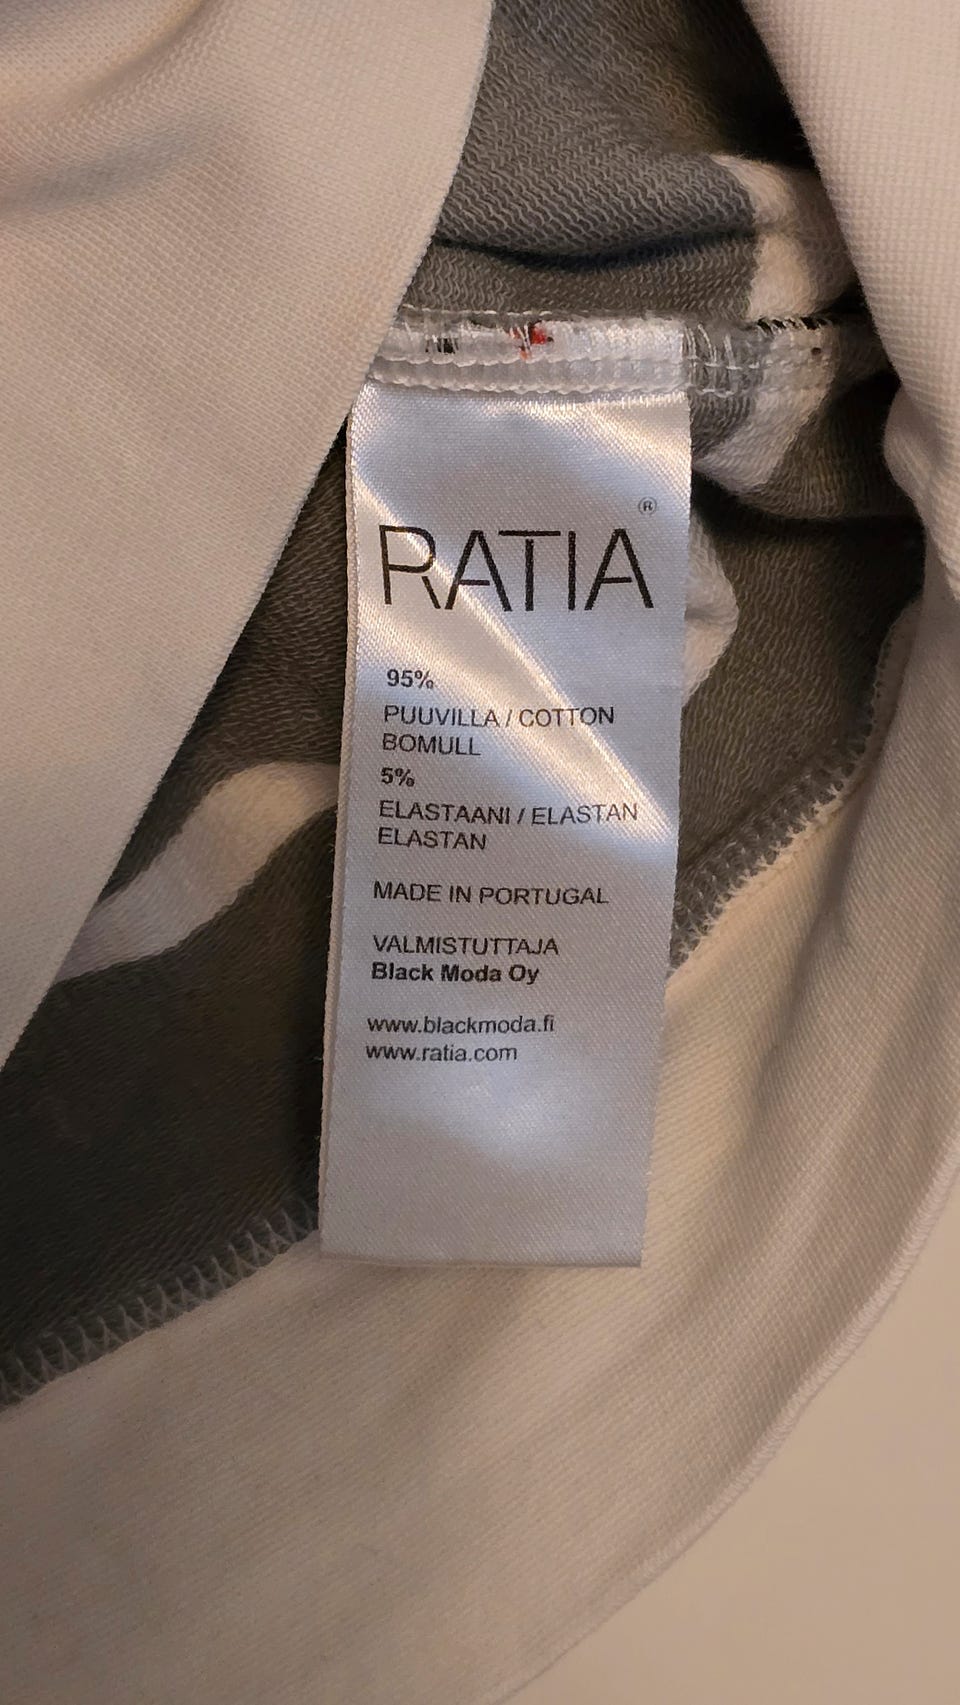 RATIA®
95%
PUUVILLA / COTTON
BOMULL
5%
ELASTAANI / ELASTAN
ELASTAN
MADE IN PORTUGAL
VALMISTUTTAJA
Black Moda Oy
www.blackmoda.fi
www.ratia.com